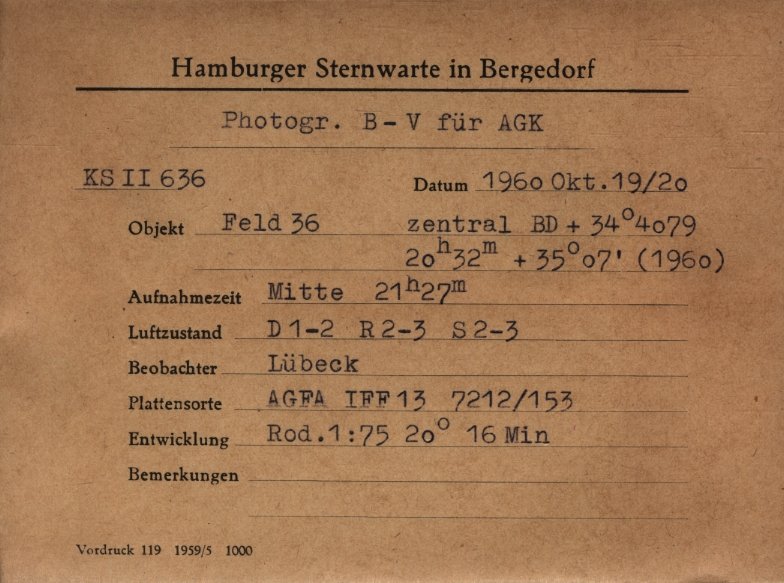 Hamburger Sternwarte in Bergedorf
Photogr. B-V für AGK
KS II 636 Datum 1960 Okt.19/20
Objekt Feld 36 zentral BD + 34°4079
20h32m + 35°07' (1960)
Aufnahmezeit Mitte 21h27m
Luftzustand D 1-2 R 2-3 S 2-3
Beobachter Lübeck
Plattensorte AGFA IFF 13 7212/153
Entwicklung Rod.1:75 20° 16 Min
Bemerkungen
Vordruck 119 1959/5 1000